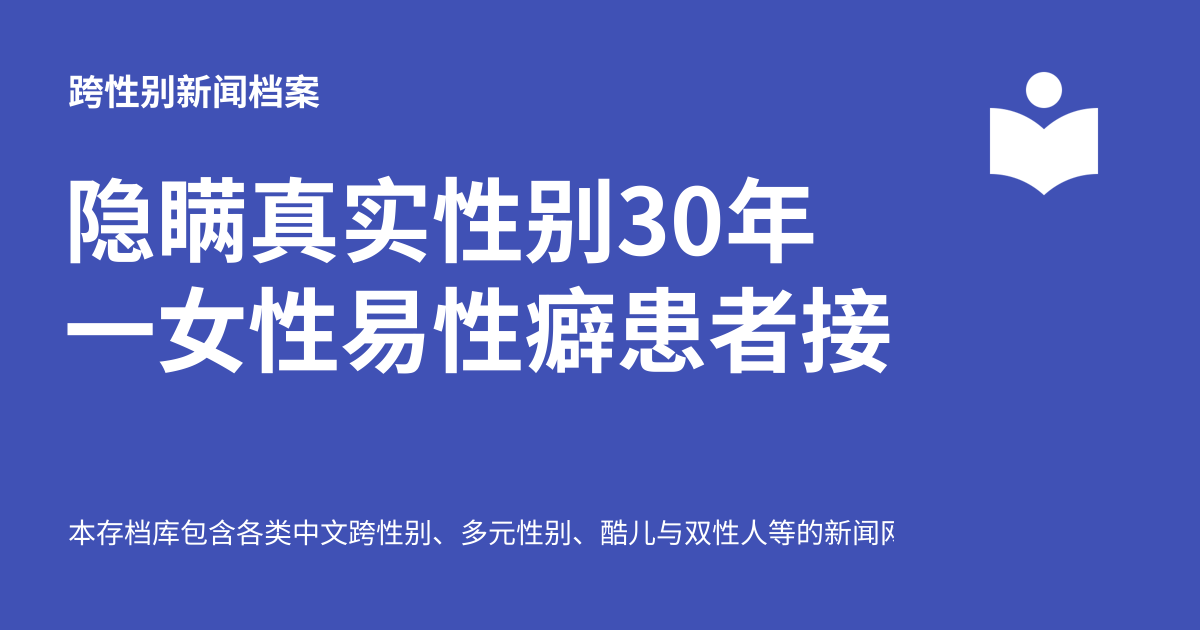 跨性别新闻档案
隐瞒真实性别30年
一女性易性癖患者接
本存档库包含各类中文跨性别、多元性别、酷儿与双性人等的新闻